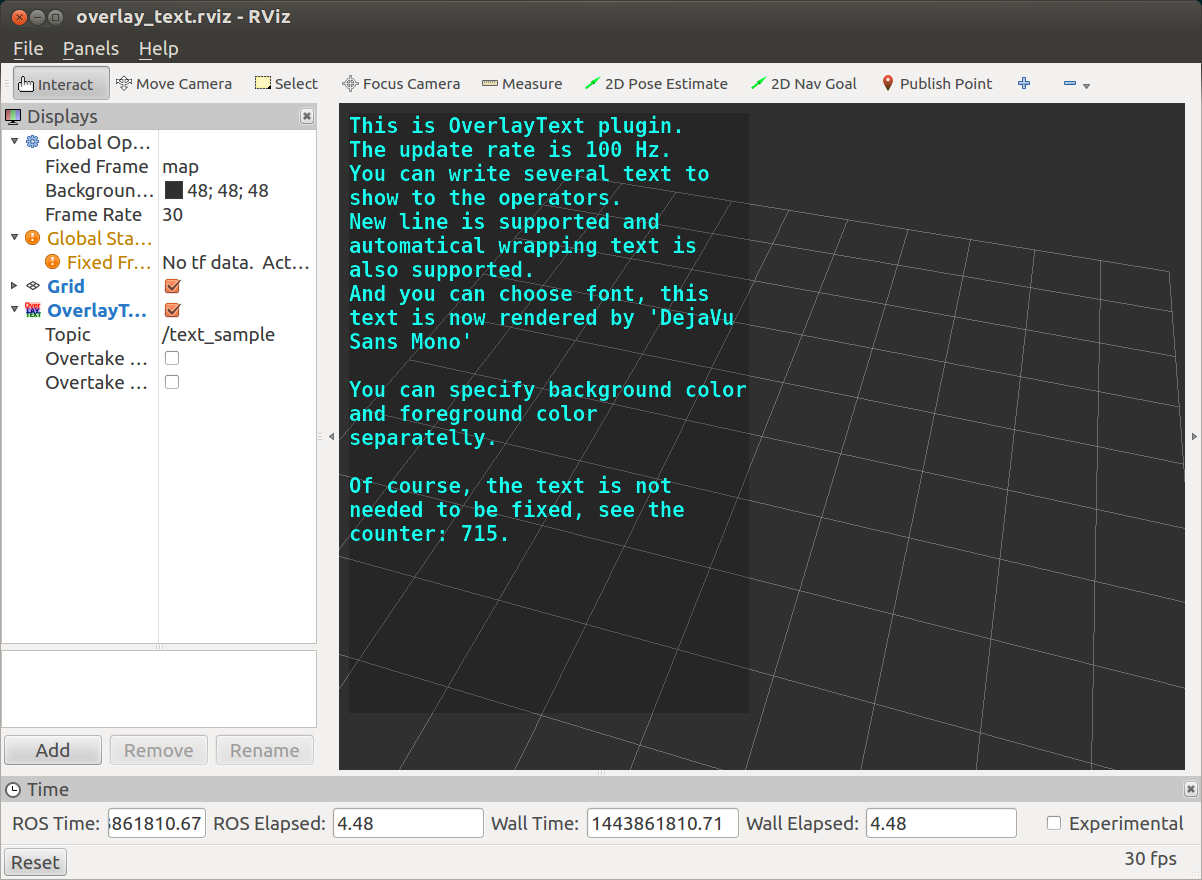 overlay_text.rviz - RViz
File Panels Help
Interact Move Camera Select Focus Camera Measure 2D Pose Estimate 2D Nav Goal Publish Point
Displays
Global Op...
Fixed Frame map
Backgroun... 48; 48; 48
Frame Rate 30
Global Sta...
Fixed Fr... No tf data. Act...
Grid
OverlayT...
Topic /text_sample
Overtake ...
Overtake ...
Add Remove Rename
This is OverlayText plugin.
The update rate is 100 Hz.
You can write several text to
show to the operators.
New line is supported and
automatical wrapping text is
also supported.
And you can choose font, this
text is now rendered by 'DejaVu
Sans Mono'
You can specify background color
and foreground color
separatelly.
Of course, the text is not
needed to be fixed, see the
counter: 715.
Time
ROS Time: 861810.67 ROS Elapsed: 4.48 Wall Time: 1443861810.71 Wall Elapsed: 4.48 Experimental
Reset 30 fps